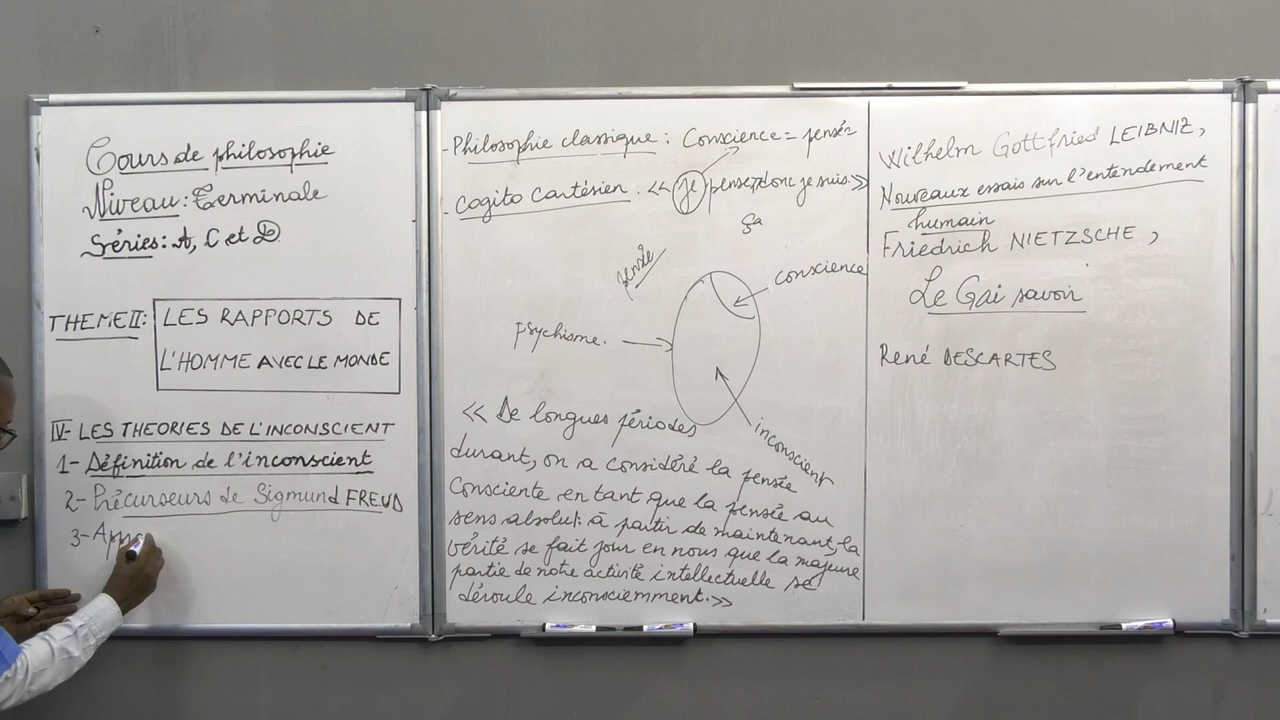 Cours de philosophie
Niveau : Terminale
Séries : A, C et D
THEME II :
LES RAPPORTS DE
L'HOMME AVEC LE MONDE
IV- LES THEORIES DE L'INCONSCIENT
1- Définition de l'inconscient
2- Précurseurs de Sigmund FREUD
3- App
- Philosophie classique : Conscience = pensée
- Cogito Cartésien : << je pense, donc je suis. >>
ça
pensée
conscience
psychisme.
inconscient
<< De longues périodes
durant, on a considéré la pensée
consciente en tant que la pensée au
sens absolu : à partir de maintenant, la
vérité se fait jour en nous que la majeure
partie de notre activité intellectuelle se
déroule inconsciemment. >>
Wilhelm Gottfried LEIBNIZ,
Nouveaux essais sur l'entendement
humain
Friedrich NIETZSCHE,
Le Gai savoir
René DESCARTES